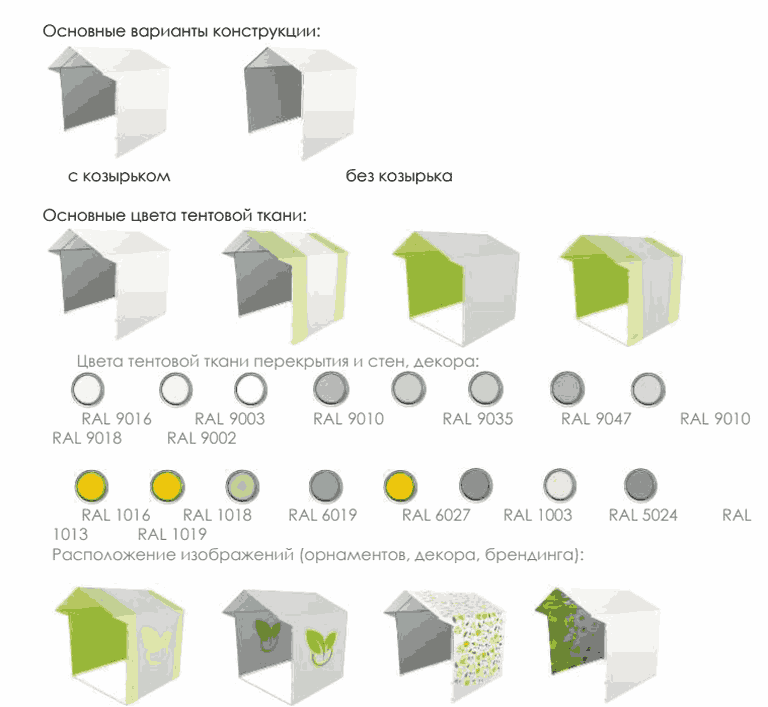 Основные варианты конструкции:
с козырьком без козырька
Основные цвета тентовой ткани:
Цвета тентовой ткани перекрытия и стен, декора:
RAL 9016 RAL 9003 RAL 9010 RAL 9035 RAL 9047 RAL 9010
RAL 9018 RAL 9002
RAL 1016 RAL 1018 RAL 6019 RAL 6027 RAL 1003 RAL 5024 RAL
1013 RAL 1019
Расположение изображений (орнаментов, декора, брендинга):